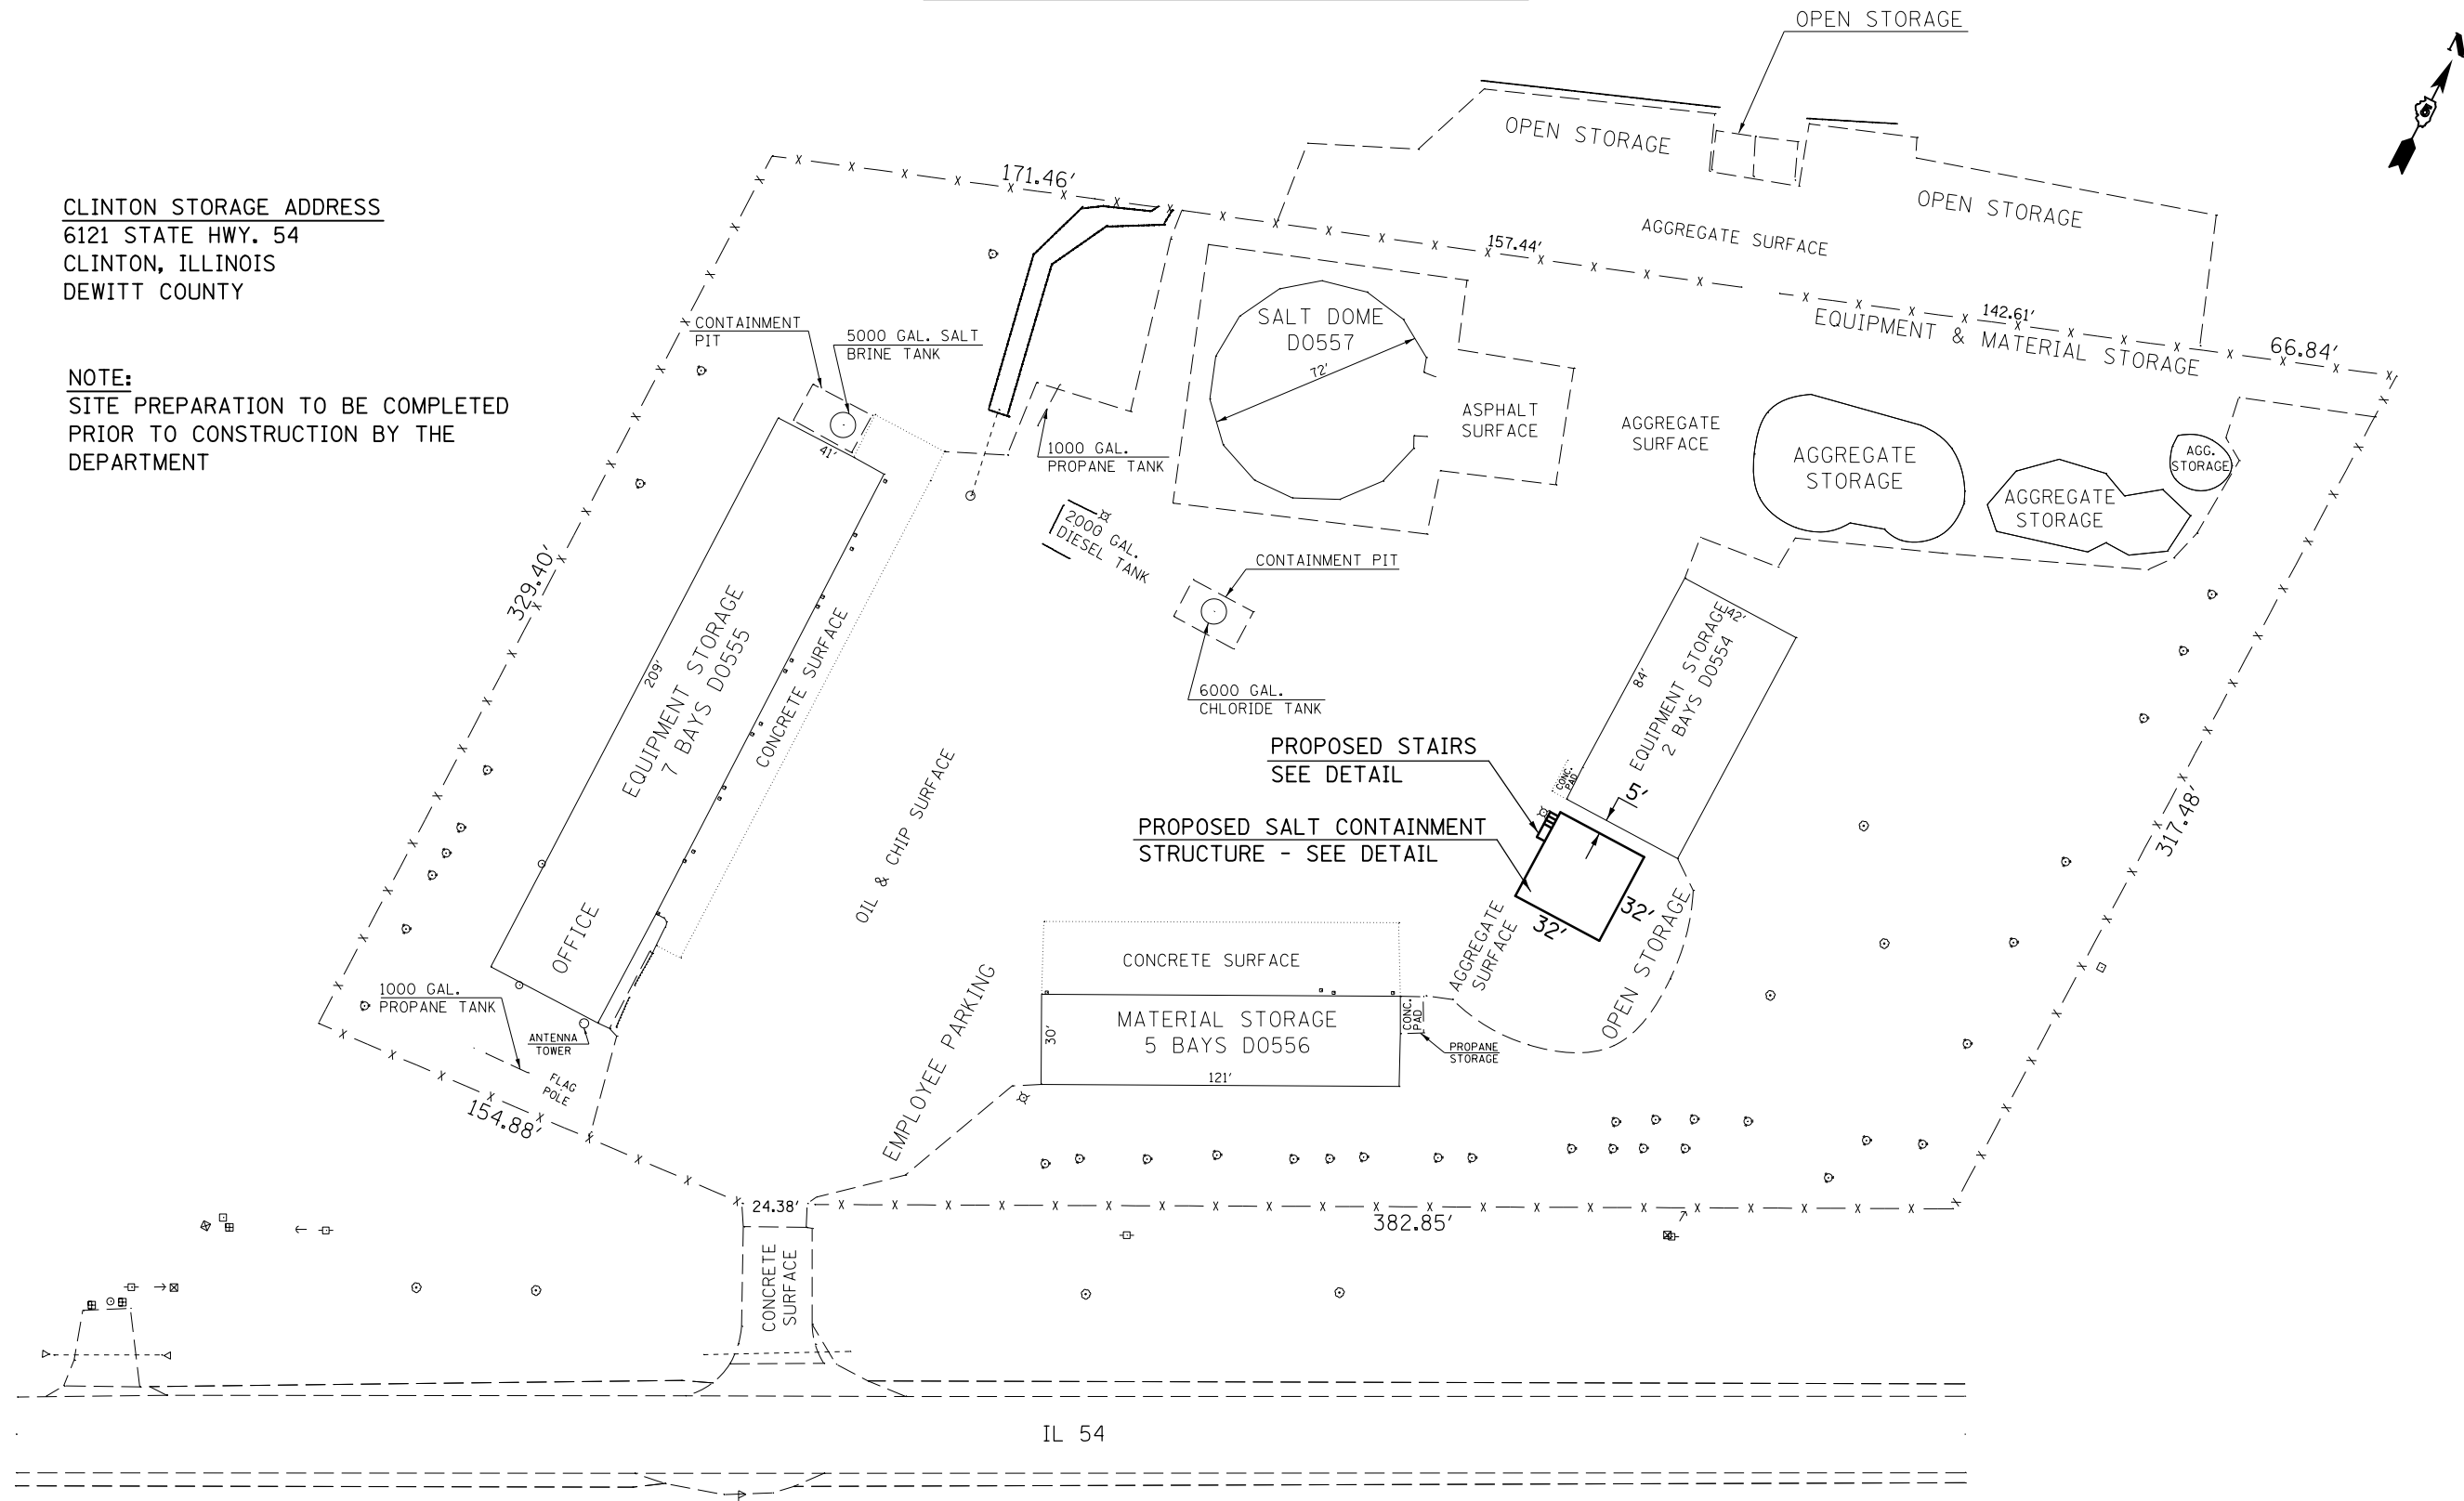 OPEN STORAGE
N
CLINTON STORAGE ADDRESS
6121 STATE HWY. 54
CLINTON, ILLINOIS
DEWITT COUNTY
NOTE:
SITE PREPARATION TO BE COMPLETED
PRIOR TO CONSTRUCTION BY THE
DEPARTMENT
171.46'
OPEN STORAGE
OPEN STORAGE
AGGREGATE SURFACE
157.44'
142.61'
EQUIPMENT & MATERIAL STORAGE
66.84'
CONTAINMENT
PIT
5000 GAL. SALT
BRINE TANK
SALT DOME
D0557
72'
ASPHALT
SURFACE
AGGREGATE
SURFACE
AGGREGATE
STORAGE
AGGREGATE
STORAGE
AGG.
STORAGE
1000 GAL.
PROPANE TANK
41'
2000 GAL.
DIESEL TANK
CONTAINMENT PIT
6000 GAL.
CHLORIDE TANK
329.40'
209'
EQUIPMENT STORAGE
7 BAYS D0555
CONCRETE SURFACE
OIL & CHIP SURFACE
42'
84'
EQUIPMENT STORAGE
2 BAYS D0554
CONC.
PAD
5'
PROPOSED STAIRS
SEE DETAIL
PROPOSED SALT CONTAINMENT
STRUCTURE - SEE DETAIL
32'
32'
317.48'
AGGREGATE
SURFACE
OPEN STORAGE
OFFICE
1000 GAL.
PROPANE TANK
ANTENNA
TOWER
FLAG
POLE
154.88'
EMPLOYEE PARKING
CONCRETE SURFACE
MATERIAL STORAGE
5 BAYS D0556
30'
121'
CONC.
PAD
PROPANE
STORAGE
24.38'
382.85'
CONCRETE
SURFACE
IL 54